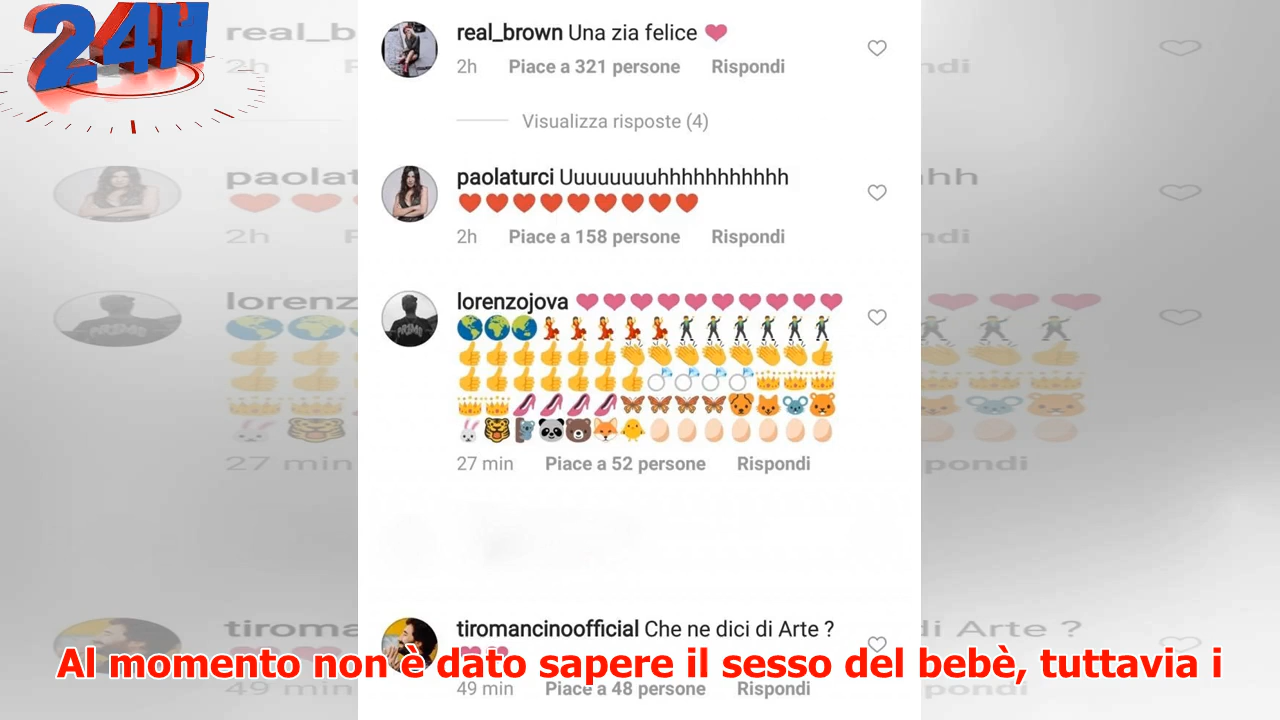 24H
real_brown Una zia felice ❤
2h Piace a 321 persone Rispondi
Visualizza risposte (4)
paolaturci Uuuuuuuuhhhhhhhhhhh
❤❤❤❤❤❤❤❤❤
2h Piace a 158 persone Rispondi
lorenzojova
27 min Piace a 52 persone Rispondi
tiromancinoofficial Che ne dici di Arte ?
Al momento non è dato sapere il sesso del bebè, tuttavia i
49 min Piace a 48 persone Rispondi